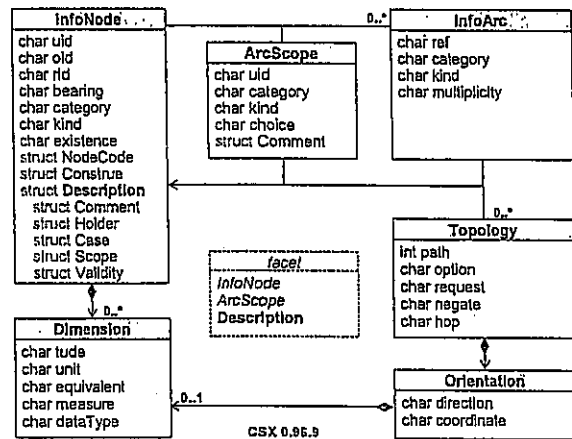 InfoNode
char uid
char oid
char rid
char bearing
char category
char kind
char existence
struct NodeCode
struct Construe
struct Description
struct Comment
struct Holder
struct Case
struct Scope
struct Validity
0..*
ArcScope
char uid
char category
char kind
char choice
struct Comment
InfoArc
char ref
char category
char kind
char multiplicity
0..*
Topology
int path
char option
char request
char negate
char hop
facet
InfoNode
ArcScope
Description
0..*
Dimension
char tude
char unit
char equivalent
char measure
char dataType
0..1
Orientation
char direction
char coordinate
CSX 0.96.9